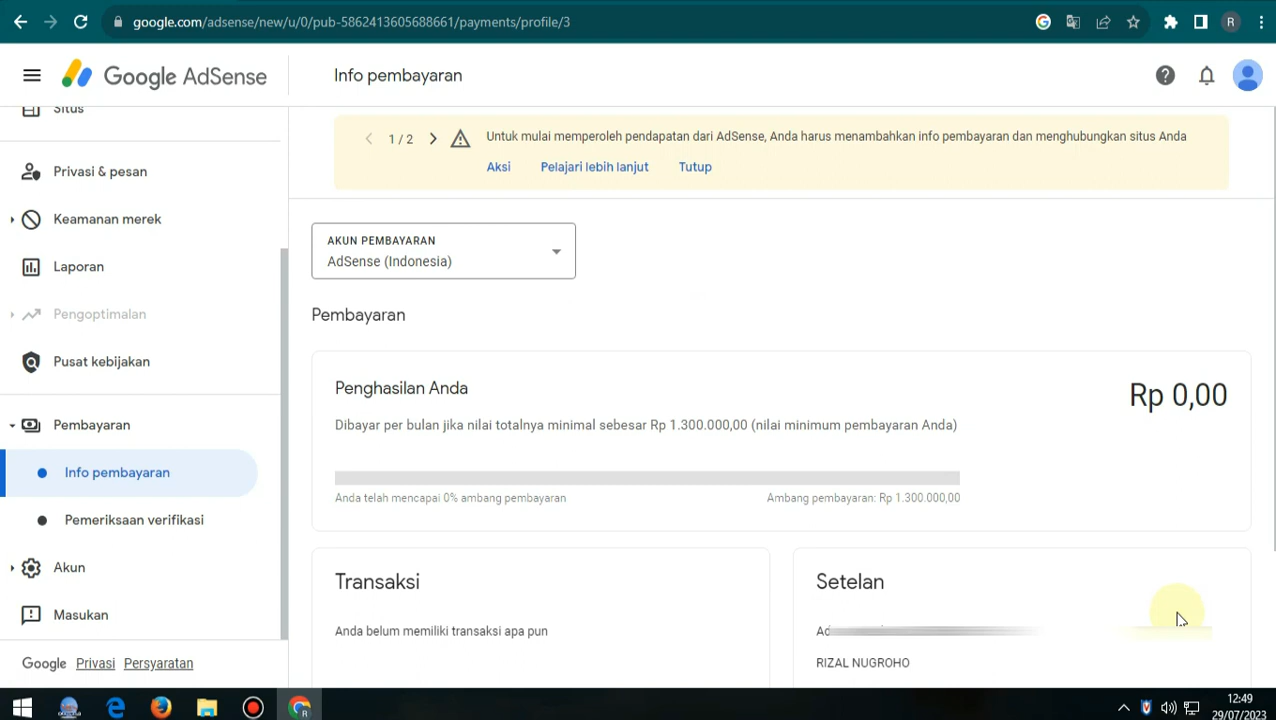 google.com/adsense/new/u/0/pub-5862413605688661/payments/profile/3
R
Google AdSense
Info pembayaran
Situs
Privasi & pesan
Keamanan merek
Laporan
Pengoptimalan
Pusat kebijakan
Pembayaran
Info pembayaran
Pemeriksaan verifikasi
Akun
Masukan
Google Privasi Persyaratan
1 / 2
Untuk mulai memperoleh pendapatan dari AdSense, Anda harus menambahkan info pembayaran dan menghubungkan situs Anda
Aksi Pelajari lebih lanjut Tutup
AKUN PEMBAYARAN
AdSense (Indonesia)
Pembayaran
Penghasilan Anda
Rp 0,00
Dibayar per bulan jika nilai totalnya minimal sebesar Rp 1.300.000,00 (nilai minimum pembayaran Anda)
Anda telah mencapai 0% ambang pembayaran
Ambang pembayaran: Rp 1.300.000,00
Transaksi
Anda belum memiliki transaksi apa pun
Setelan
RIZAL NUGROHO
12:49
29/07/2023